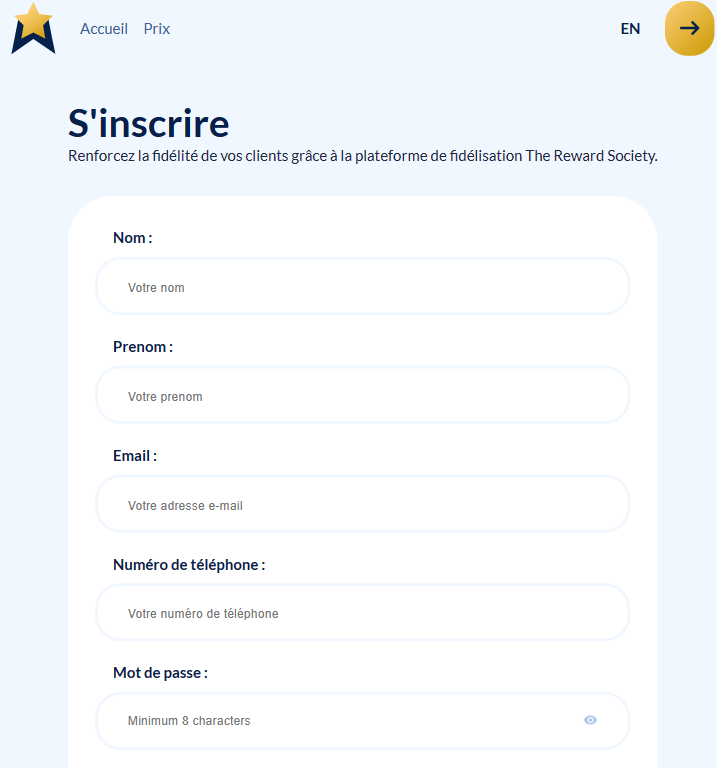 Accueil Prix EN
S'inscrire
Renforcez la fidélité de vos clients grâce à la plateforme de fidélisation The Reward Society.
Nom :
Votre nom
Prenom :
Votre prenom
Email :
Votre adresse e-mail
Numéro de téléphone :
Votre numéro de téléphone
Mot de passe :
Minimum 8 characters